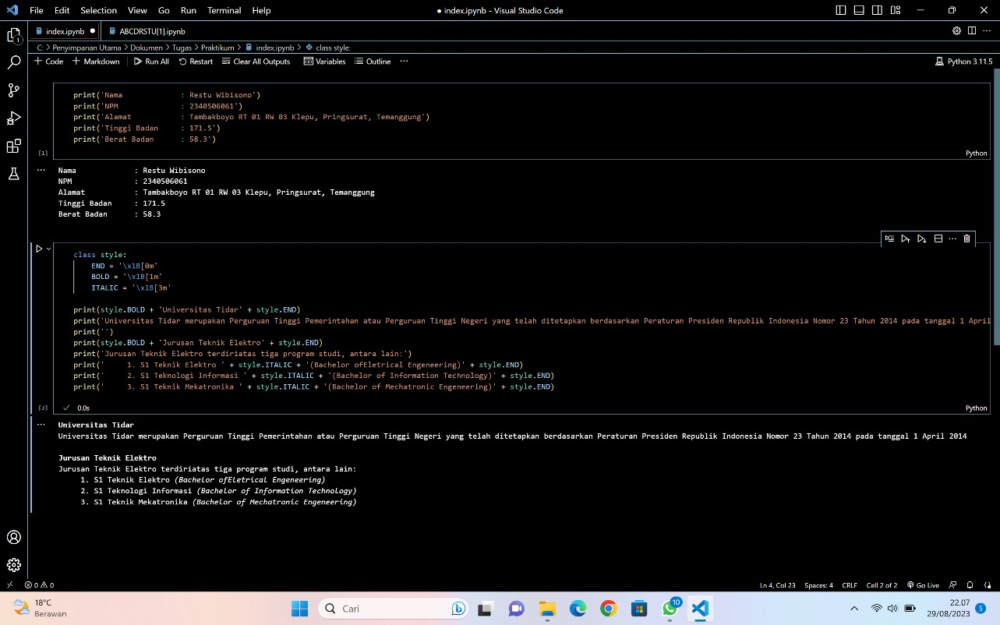 File Edit Selection View Go Run Terminal Help
● index.ipynb - Visual Studio Code
index.ipynb ●
ABCDRSTU[1].ipynb
1
C: > Penyimpanan Utama > Dokumen > Tugas > Praktikum > index.ipynb > class style:
+ Code + Markdown Run All Restart Clear All Outputs Variables Outline ···
Python 3.11.5
print('Nama : Restu Wibisono')
print('NPM : 2340506061')
print('Alamat : Tambakboyo RT 01 RW 03 Klepu, Pringsurat, Temanggung')
print('Tinggi Badan : 171.5')
print('Berat Badan : 58.3')
[1]
Python
Nama : Restu Wibisono
NPM : 2340506061
Alamat : Tambakboyo RT 01 RW 03 Klepu, Pringsurat, Temanggung
Tinggi Badan : 171.5
Berat Badan : 58.3
class style:
END = '\x1B[0m'
BOLD = '\x1B[1m'
ITALIC = '\x1B[3m'
print(style.BOLD + 'Universitas Tidar' + style.END)
print('Universitas Tidar merupakan Perguruan Tinggi Pemerintahan atau Perguruan Tinggi Negeri yang telah ditetapkan berdasarkan Peraturan Presiden Republik Indonesia Nomor 23 Tahun 2014 pada tanggal 1 April
print('')
print(style.BOLD + 'Jurusan Teknik Elektro' + style.END)
print('Jurusan Teknik Elektro terdiriatas tiga program studi, antara lain:')
print('     1. S1 Teknik Elektro ' + style.ITALIC + '(Bachelor ofEletrical Engeneering)' + style.END)
print('     2. S1 Teknologi Informasi ' + style.ITALIC + '(Bachelor of Information Technology)' + style.END)
print('     3. S1 Teknik Mekatronika ' + style.ITALIC + '(Bachelor of Mechatronic Engeneering)' + style.END)
[3]
0.0s
Python
Universitas Tidar
Universitas Tidar merupakan Perguruan Tinggi Pemerintahan atau Perguruan Tinggi Negeri yang telah ditetapkan berdasarkan Peraturan Presiden Republik Indonesia Nomor 23 Tahun 2014 pada tanggal 1 April 2014
Jurusan Teknik Elektro
Jurusan Teknik Elektro terdiriatas tiga program studi, antara lain:
1. S1 Teknik Elektro (Bachelor ofEletrical Engeneering)
2. S1 Teknologi Informasi (Bachelor of Information Technology)
3. S1 Teknik Mekatronika (Bachelor of Mechatronic Engeneering)
0 0
Ln 4, Col 23 Spaces: 4 CRLF Cell 2 of 2 Go Live
18°C
Berawan
Cari
10
22.07
29/08/2023
5